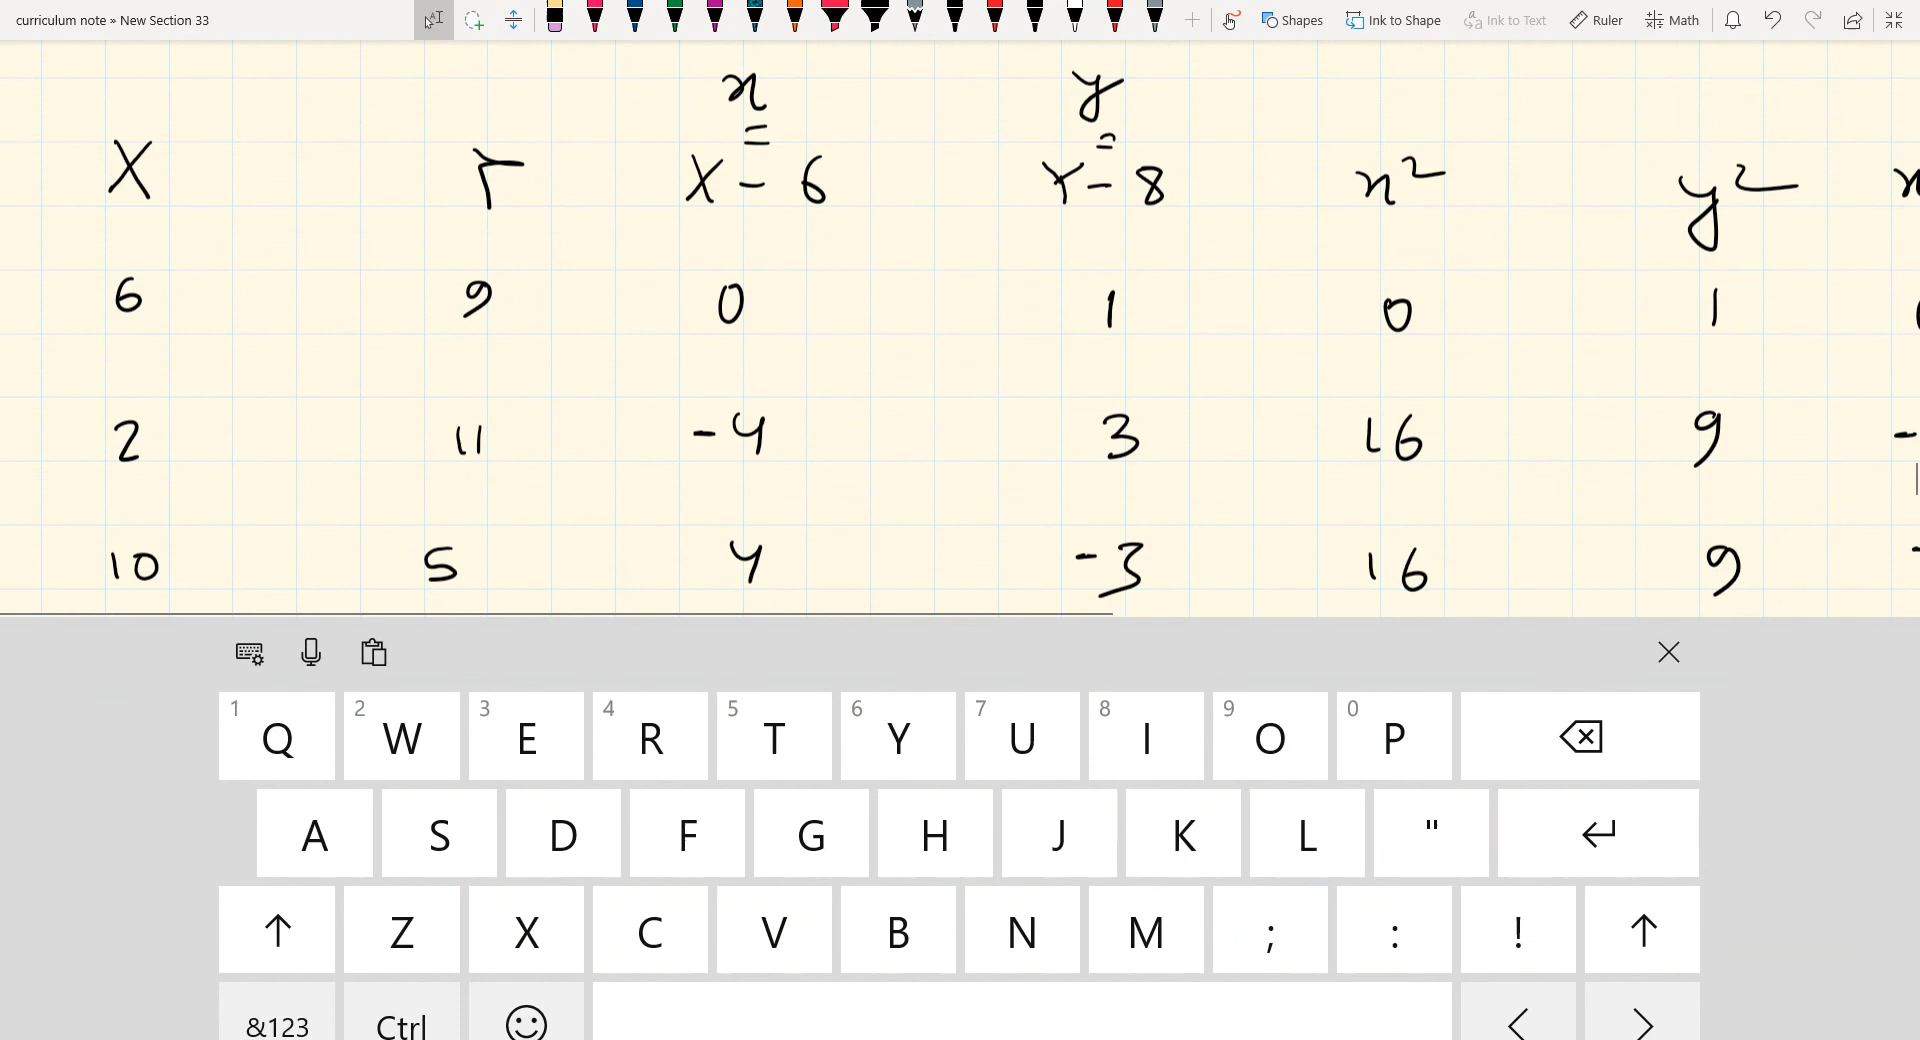 curriculum note » New Section 33 Shapes Ink to Shape Ink to Text Ruler Math
x y
= =
X Y X - 6 Y - 8 x² y² x
6 9 0 1 0 1
2 11 -4 3 16 9 -
10 5 4 -3 16 9 -
1 Q 2 W 3 E 4 R 5 T 6 Y 7 U 8 I 9 O 0 P
A S D F G H J K L "
↑ Z X C V B N M ; : ! ↑
&123 Ctrl < >